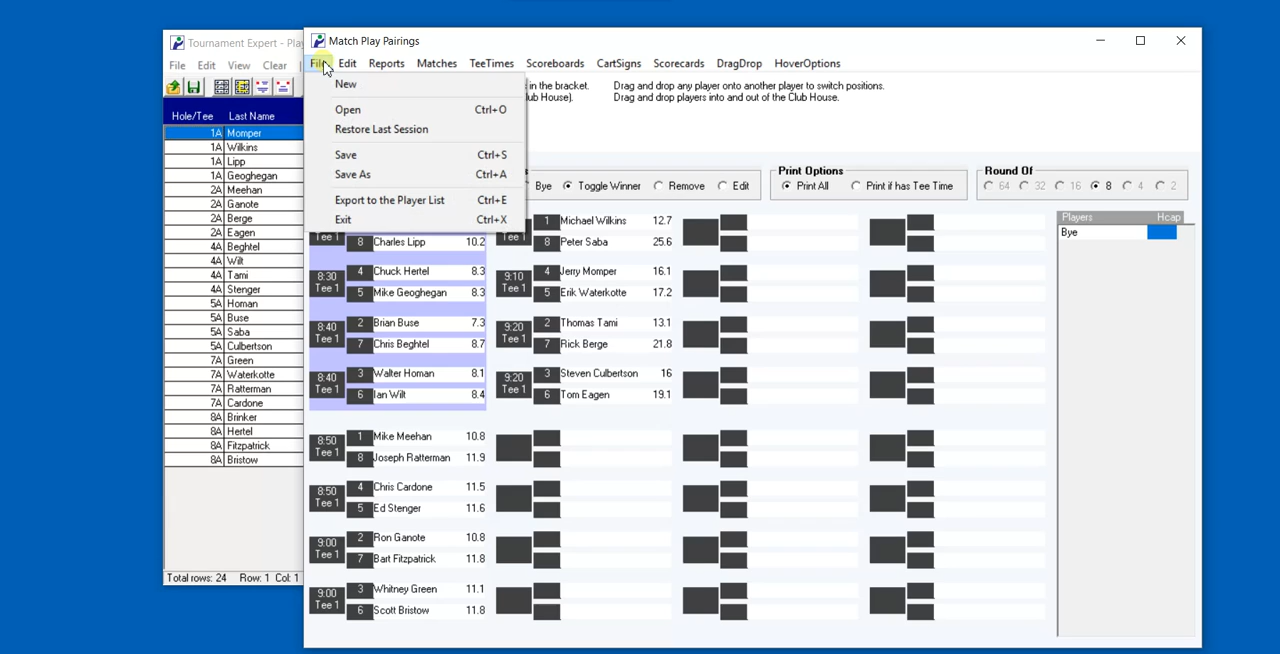 Tournament Expert - Pla
File Edit View Clear
Hole/Tee Last Name
1A Momper
1A Wilkins
1A Lipp
1A Geoghegan
2A Meehan
2A Ganote
2A Berge
2A Eagen
4A Beghtel
4A Wilt
4A Tami
4A Stenger
5A Homan
5A Buse
5A Saba
5A Culbertson
7A Green
7A Waterkotte
7A Ratterman
7A Cardone
8A Brinker
8A Hertel
8A Fitzpatrick
8A Bristow
Total rows: 24 Row: 1 Col: 1
Match Play Pairings
File Edit Reports Matches TeeTimes Scoreboards CartSigns Scorecards DragDrop HoverOptions
New
Open Ctrl+O
Restore Last Session
Save Ctrl+S
Save As Ctrl+A
Export to the Player List Ctrl+E
Exit Ctrl+X
in the bracket. Drag and drop any player onto another player to switch positions.
ub House). Drag and drop players into and out of the Club House.
s Print Options Round Of
Bye Toggle Winner Remove Edit Print All Print if has Tee Time 64 32 16 8 4 2
Players Hcap
Bye
Tee 1 8 Charles Lipp 10.2
8:30 Tee 1 4 Chuck Hertel 8.3
5 Mike Geoghegan 8.3
8:40 Tee 1 2 Brian Buse 7.3
7 Chris Beghtel 8.7
8:40 Tee 1 3 Walter Homan 8.1
6 Ian Wilt 8.4
8:50 Tee 1 1 Mike Meehan 10.8
8 Joseph Ratterman 11.9
8:50 Tee 1 4 Chris Cardone 11.5
5 Ed Stenger 11.6
9:00 Tee 1 2 Ron Ganote 10.8
7 Bart Fitzpatrick 11.8
9:00 Tee 1 3 Whitney Green 11.1
6 Scott Bristow 11.8
Tee 1 1 Michael Wilkins 12.7
8 Peter Saba 25.6
9:10 Tee 1 4 Jerry Momper 16.1
5 Erik Waterkotte 17.2
9:20 Tee 1 2 Thomas Tami 13.1
7 Rick Berge 21.8
9:20 Tee 1 3 Steven Culbertson 16
6 Tom Eagen 19.1